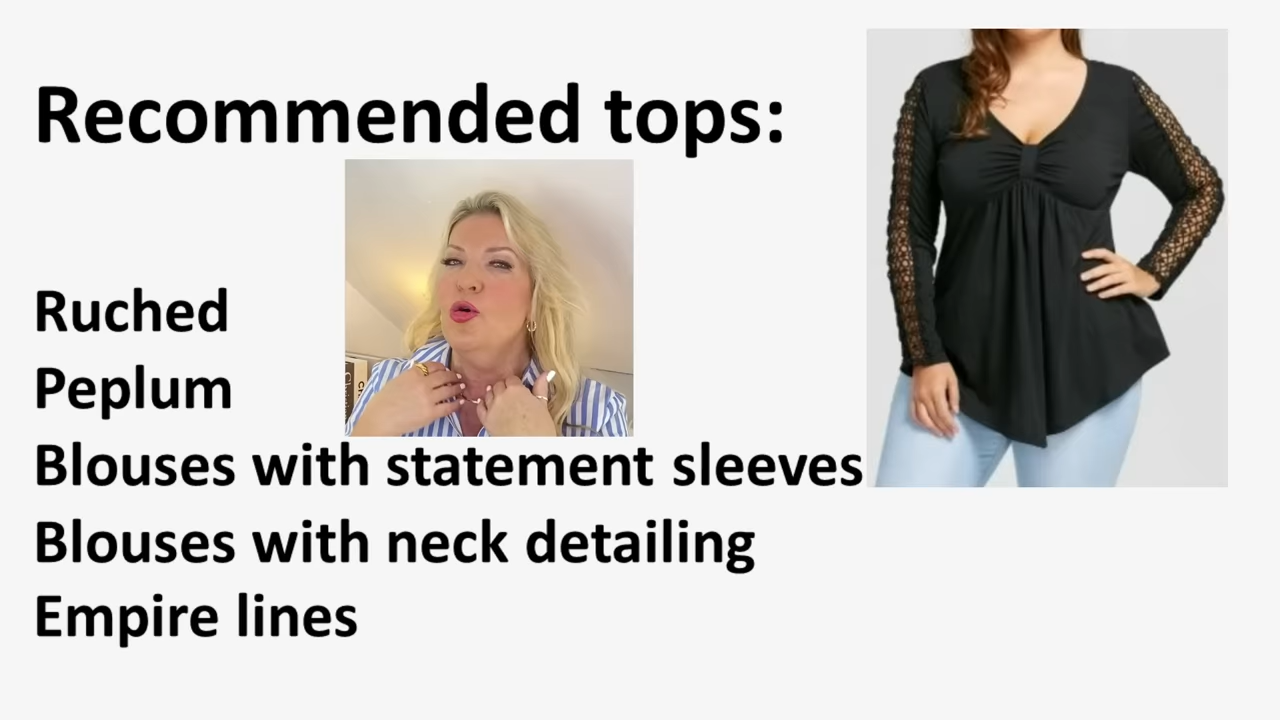 Recommended tops:
Ruched
Peplum
Blouses with statement sleeves
Blouses with neck detailing
Empire lines